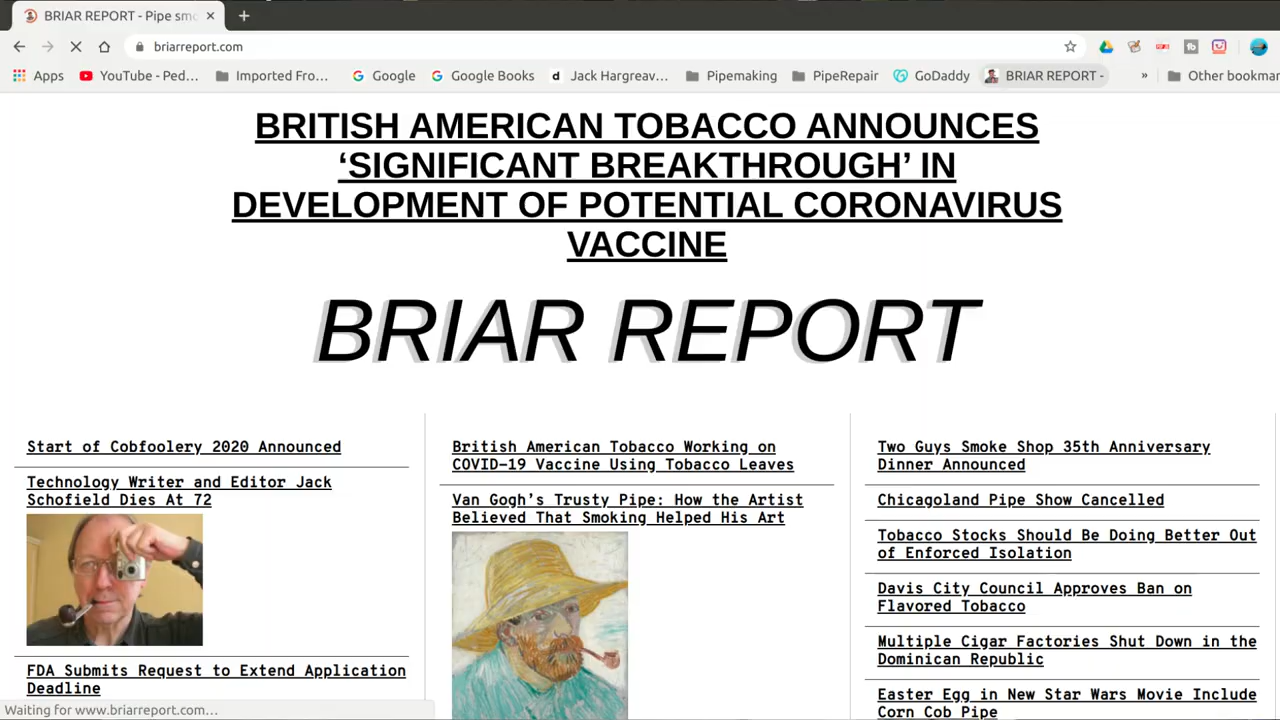 BRIAR REPORT - Pipe smo
briarreport.com
Apps
YouTube - Ped...
Imported Fro...
Google
Google Books
Jack Hargreav...
Pipemaking
PipeRepair
GoDaddy
BRIAR REPORT -
»
Other bookmar
BRITISH AMERICAN TOBACCO ANNOUNCES
‘SIGNIFICANT BREAKTHROUGH’ IN
DEVELOPMENT OF POTENTIAL CORONAVIRUS
VACCINE
BRIAR REPORT
Start of Cobfoolery 2020 Announced
Technology Writer and Editor Jack
Schofield Dies At 72
FDA Submits Request to Extend Application
Deadline
British American Tobacco Working on
COVID-19 Vaccine Using Tobacco Leaves
Van Gogh’s Trusty Pipe: How the Artist
Believed That Smoking Helped His Art
Two Guys Smoke Shop 35th Anniversary
Dinner Announced
Chicagoland Pipe Show Cancelled
Tobacco Stocks Should Be Doing Better Out
of Enforced Isolation
Davis City Council Approves Ban on
Flavored Tobacco
Multiple Cigar Factories Shut Down in the
Dominican Republic
Easter Egg in New Star Wars Movie Include
Corn Cob Pipe
Waiting for www.briarreport.com...